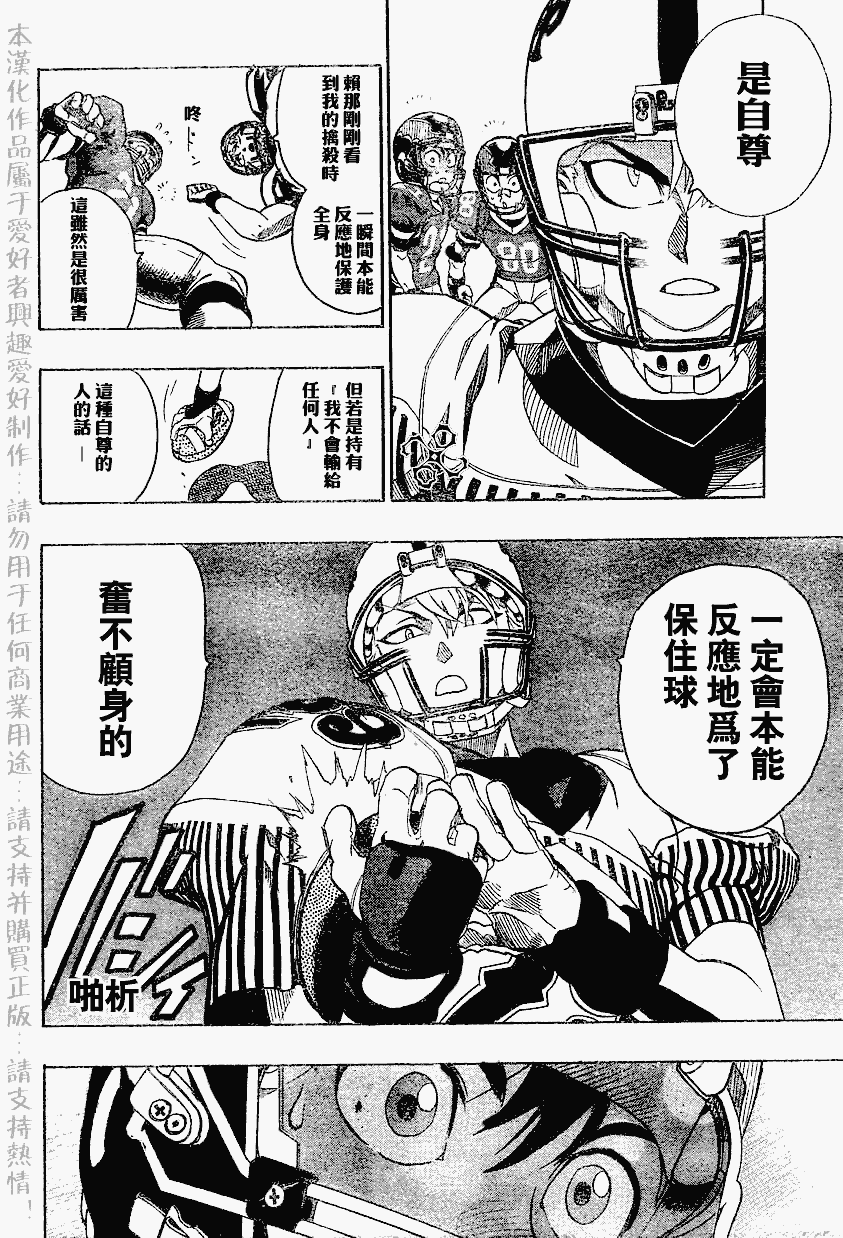 是自尊
80
2
賴那剛剛看
到我的擒殺時
一瞬間本能
反應地保護
全身
咚
這雖然是很厲害
但若是持有
『我不會輸給
任何人』
這種自尊的
人的話—
一定會本能
反應地爲了
保住球
奮不顧身的
啪析
本漢化作品屬于愛好者興趣愛好制作…請勿用于任何商業用途…請支持并購買正版…請支持熱情！